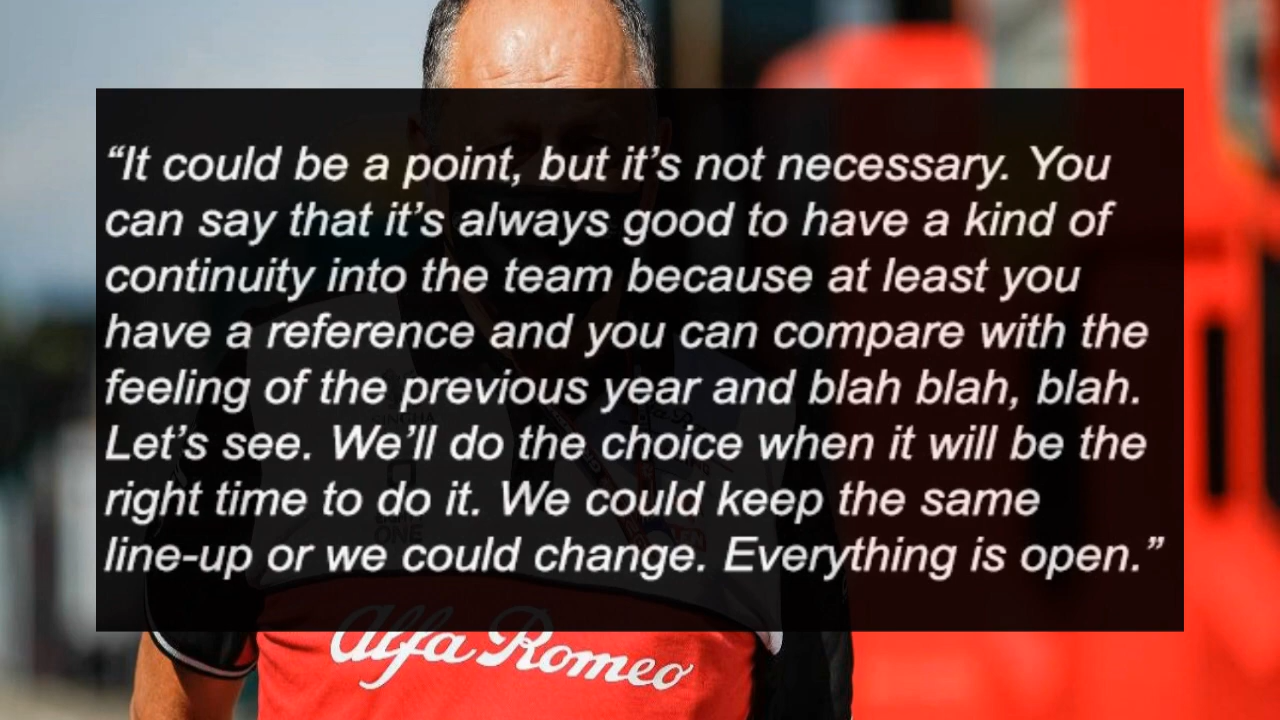 “It could be a point, but it’s not necessary. You
can say that it’s always good to have a kind of
continuity into the team because at least you
have a reference and you can compare with the
feeling of the previous year and blah blah, blah.
Let’s see. We’ll do the choice when it will be the
right time to do it. We could keep the same
line-up or we could change. Everything is open.”
Alfa Romeo